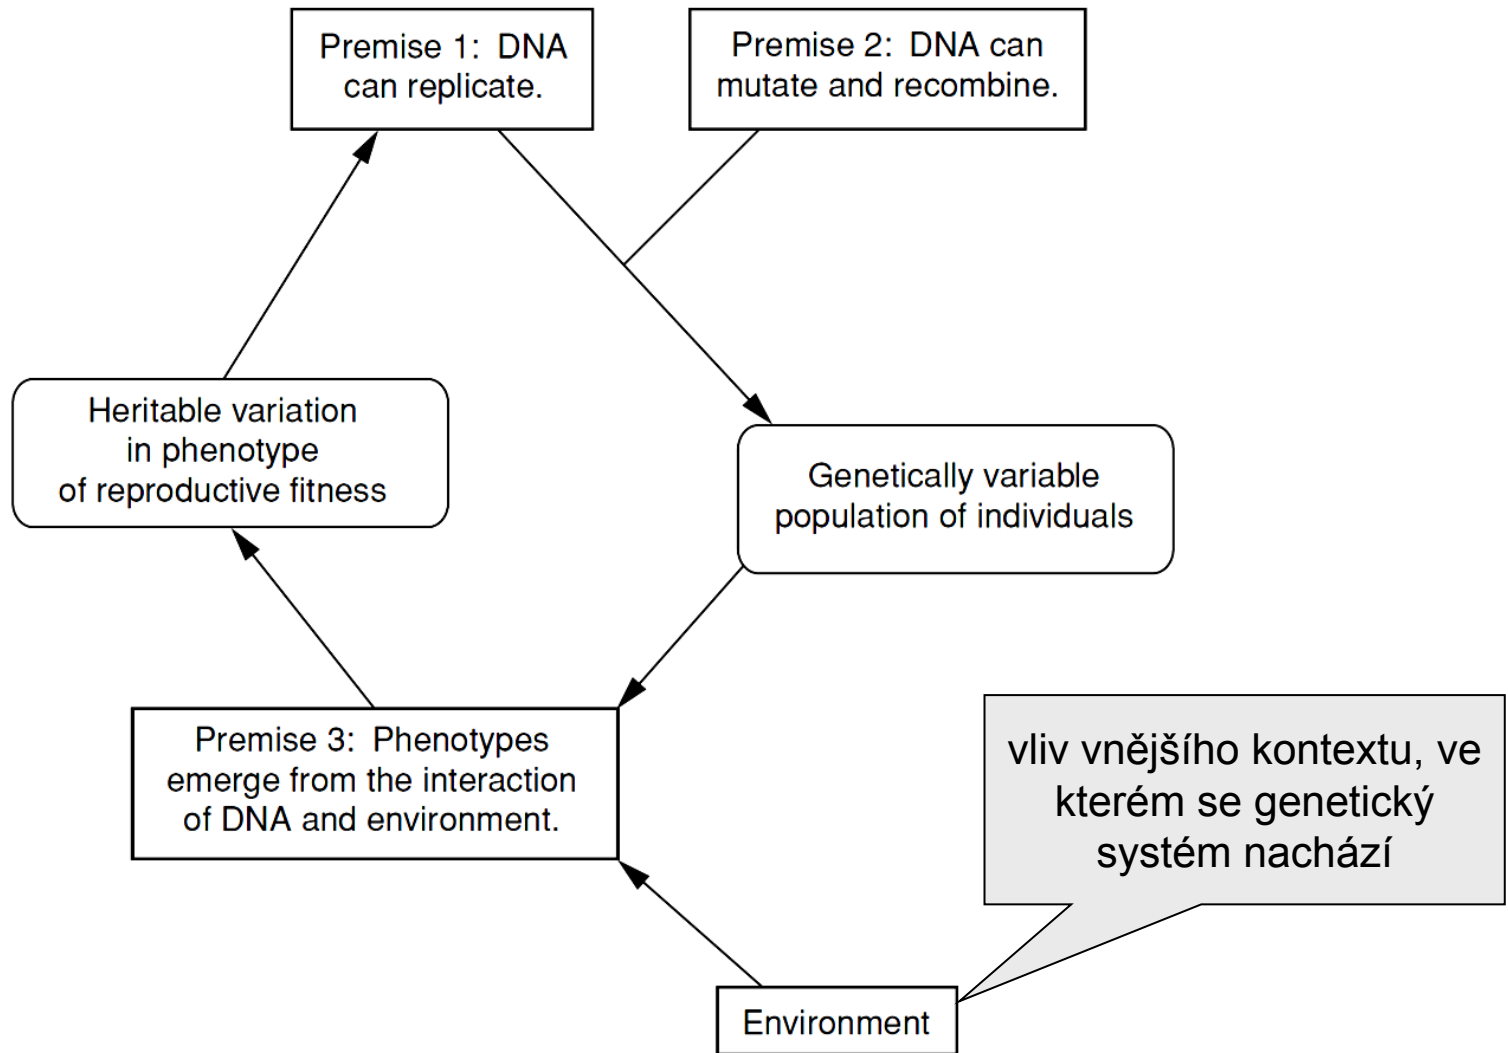 Premise 1: DNA
can replicate.
Premise 2: DNA can
mutate and recombine.
Heritable variation
in phenotype
of reproductive fitness
Genetically variable
population of individuals
Premise 3: Phenotypes
emerge from the interaction
of DNA and environment.
vliv vnějšího kontextu, ve
kterém se genetický
systém nachází
Environment